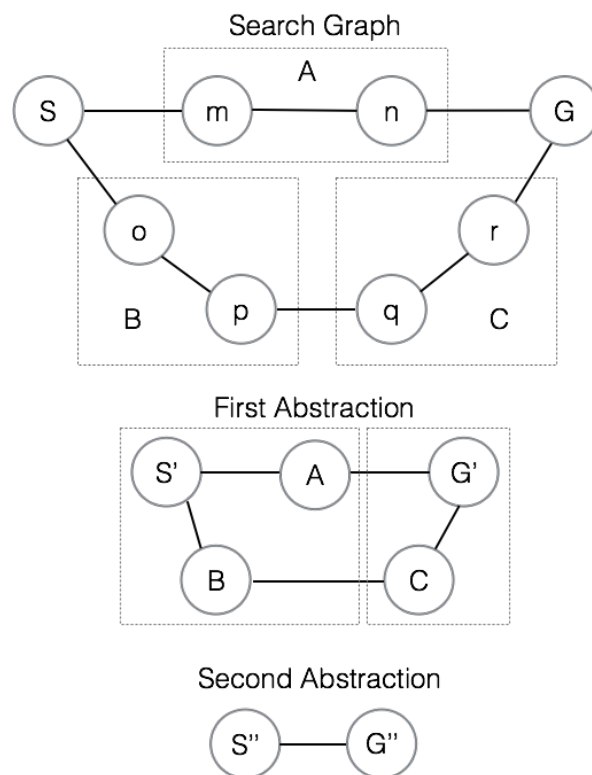 Search Graph
A
S m n G
o r
B p q C
First Abstraction
S' A G'
B C
Second Abstraction
S'' G''